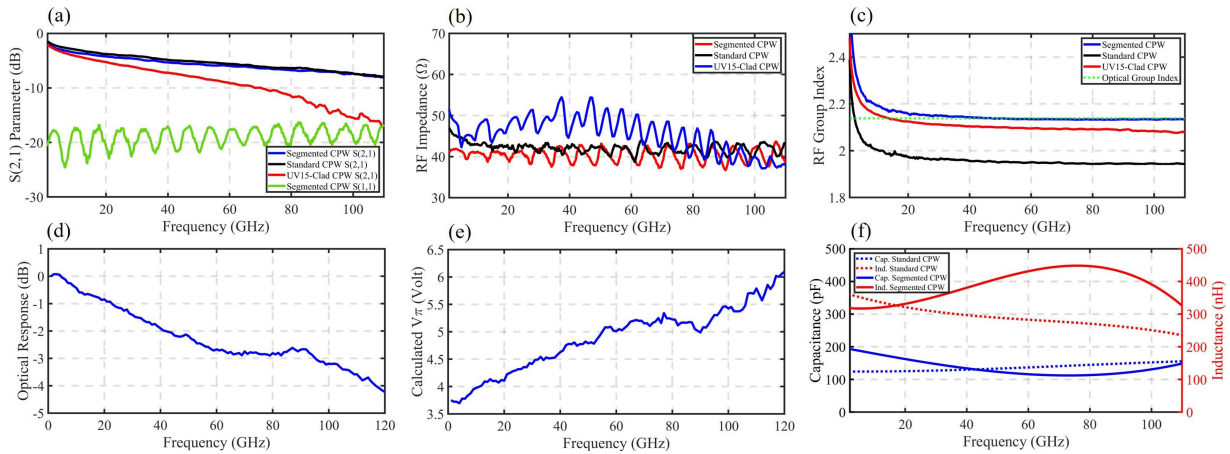 (a)
S(2,1) Parameter (dB)
0
-10
-20
-30
Segmented CPW S(2,1)
Standard CPW S(2,1)
UV15-Clad CPW S(2,1)
Segmented CPW S(1,1)
20 40 60 80 100
Frequency (GHz)
(b)
RF Impedance (Ω)
70
60
50
40
30
Segmented CPW
Standard CPW
UV15-Clad CPW
20 40 60 80 100
Frequency (GHz)
(c)
RF Group Index
2.4
2.2
2
1.8
Segmented CPW
Standard CPW
UV15-Clad CPW
Optical Group Index
20 40 60 80 100
Frequency (GHz)
(d)
Optical Response (dB)
1
0
-1
-2
-3
-4
-5
0 20 40 60 80 100 120
Frequency (GHz)
(e)
Calculated Vπ (Volt)
6.5
6
5.5
5
4.5
4
3.5
0 20 40 60 80 100 120
Frequency (GHz)
(f)
Capacitance (pF)
500
400
300
200
100
0
Cap. Standard CPW
Ind. Standard CPW
Cap. Segmented CPW
Ind. Segmented CPW
20 40 60 80 100
Frequency (GHz)
500
400
300
200
100
0
Inductance (nH)